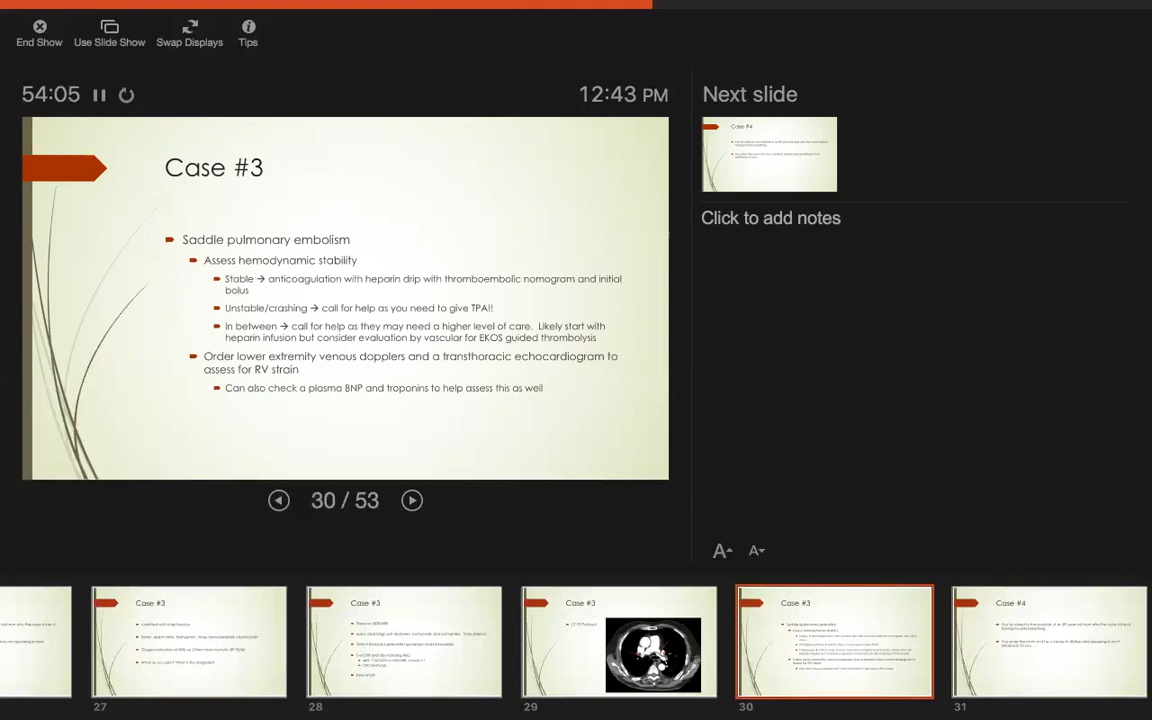 End Show
Use Slide Show
Swap Displays
Tips
54:05
12:43 PM
Next slide
Case #3
Case #4
Saddle pulmonary embolism
Click to add notes
Assess hemodynamic stability
Stable → anticoagulation with heparin drip with thromboembolic nomogram and initial
bolus
Unstable/crashing → call for help as you need to give TPA!!
In between → call for help as they may need a higher level of care. Likely start with
heparin infusion but consider evaluation by vascular for EKOS guided thrombolysis
Order lower extremity venous dopplers and a transthoracic echocardiogram to
assess for RV strain
Can also check a plasma BNP and troponins to help assess this as well
30 / 53
A
A
Case #3
Case #3
Case #3
Case #3
Case #4
27
28
29
30
31